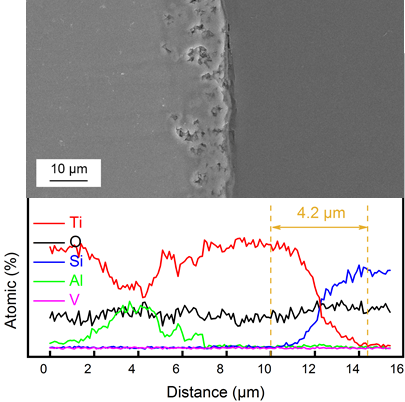 10 μm
4.2 μm
Ti
O
Si
Al
V
Atomic (%)
0 2 4 6 8 10 12 14 16
Distance (μm)